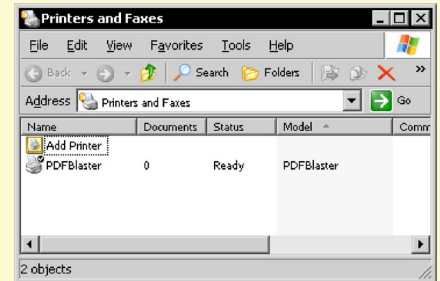 Printers and Faxes
File Edit View Favorites Tools Help
Back Search Folders »
Address Printers and Faxes Go
Name Documents Status Model Comm
Add Printer
PDFBlaster 0 Ready PDFBlaster
2 objects